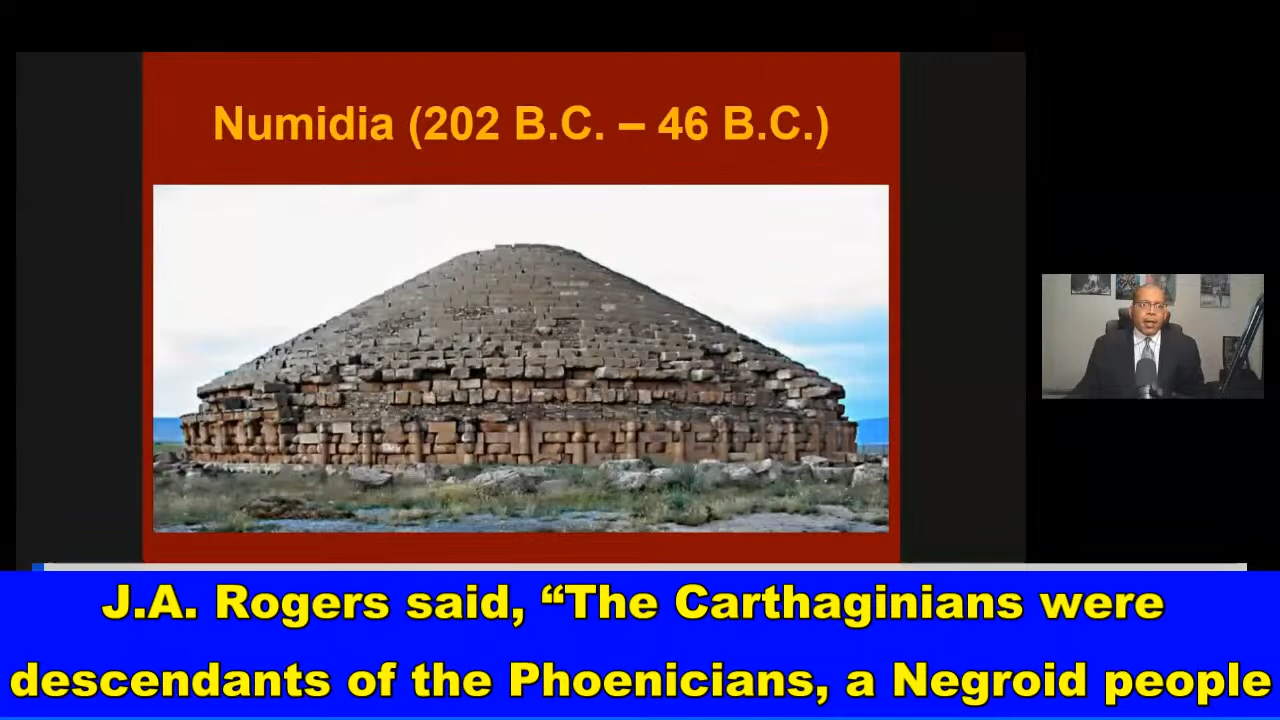 Numidia (202 B.C. – 46 B.C.)
J.A. Rogers said, “The Carthaginians were
descendants of the Phoenicians, a Negroid people